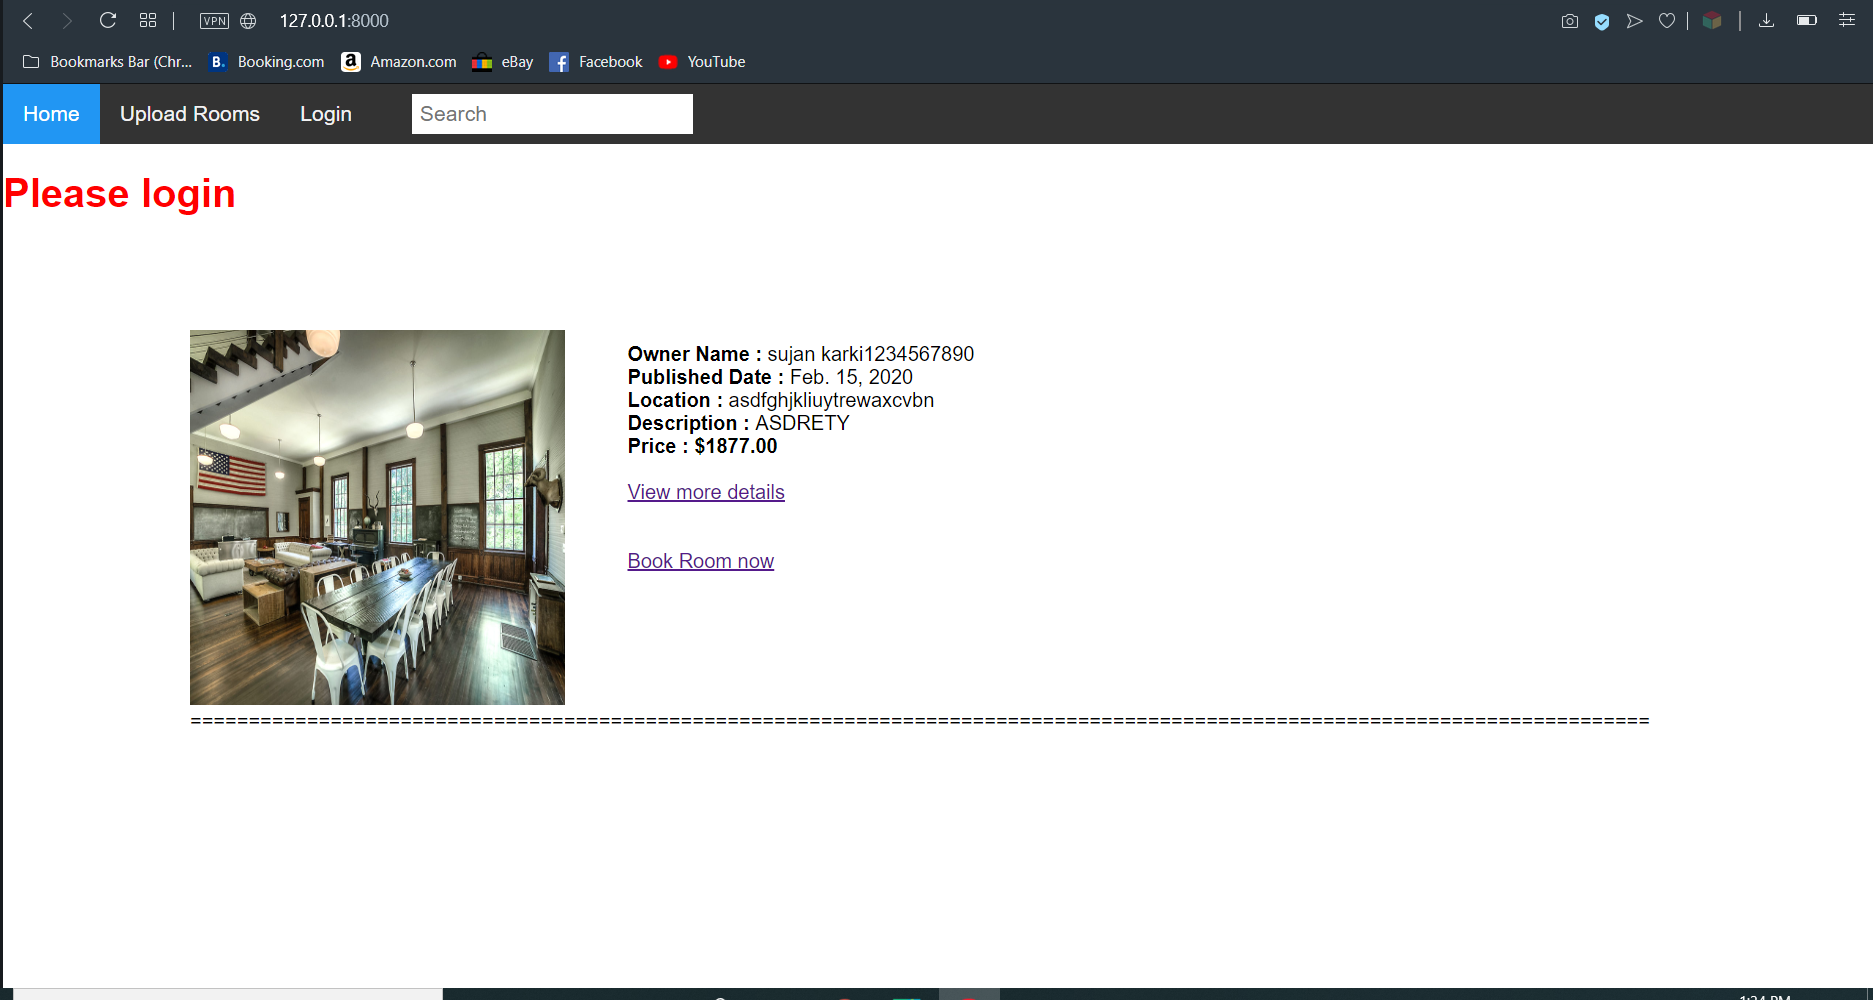 VPN 127.0.0.1:8000
Bookmarks Bar (Chr... B. Booking.com a Amazon.com eBay f Facebook YouTube
Home Upload Rooms Login Search
Please login
Owner Name : sujan karki1234567890
Published Date : Feb. 15, 2020
Location : asdfghjkliuytrewaxcvbn
Description : ASDRETY
Price : $1877.00
View more details
Book Room now